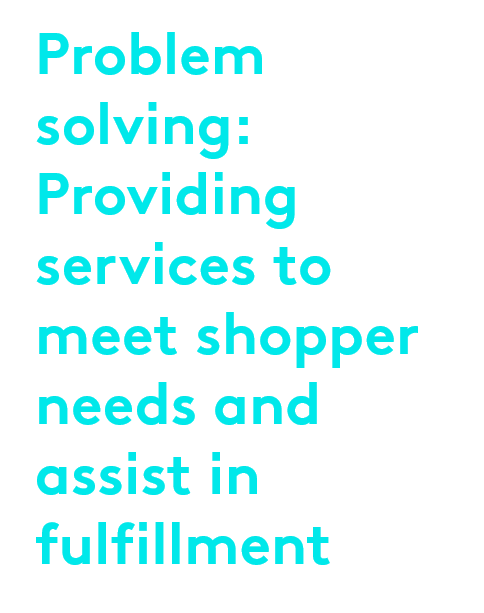 Problem
solving:
Providing
services to
meet shopper
needs and
assist in
fulfillment